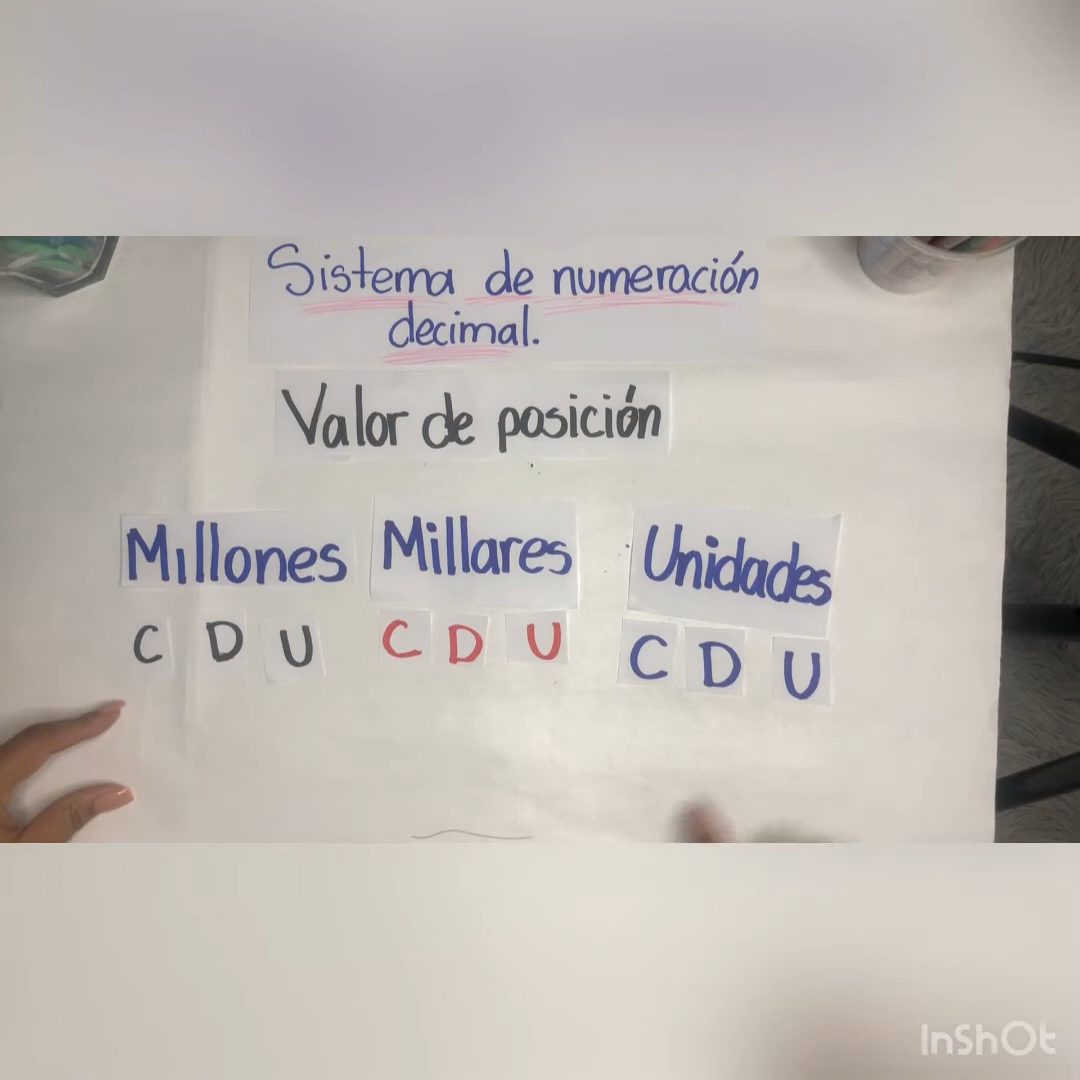 Sistema de numeración
decimal.
Valor de posición
Millones Millares Unidades
C D U C D U C D U
InShOt